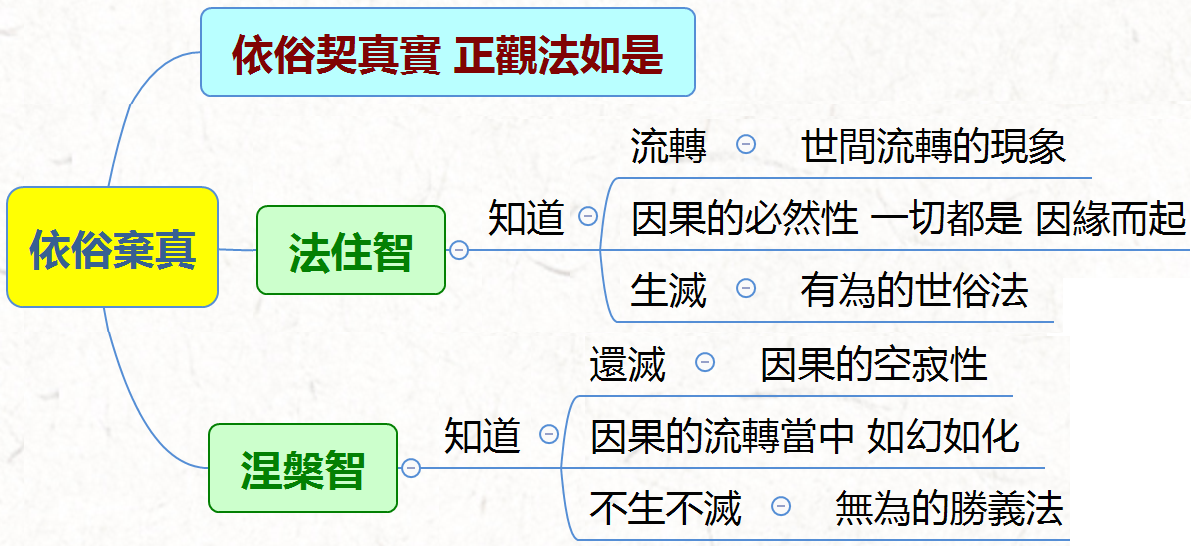 依俗契真實 正觀法如是
依俗棄真
法住智
知道
流轉 世間流轉的現象
因果的必然性 一切都是 因緣而起
生滅 有為的世俗法
涅槃智
知道
還滅 因果的空寂性
因果的流轉當中 如幻如化
不生不滅 無為的勝義法